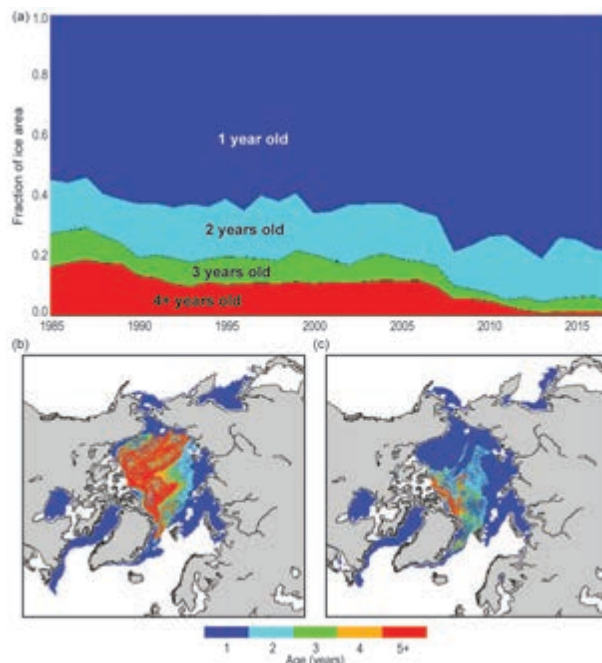 (a)
Fraction of ice area
1.0
0.8
0.6
0.4
0.2
0.0
1 year old
2 years old
3 years old
4+ years old
1985 1990 1995 2000 2005 2010 2015
(b) (c)
1 2 3 4 5+
Age (years)